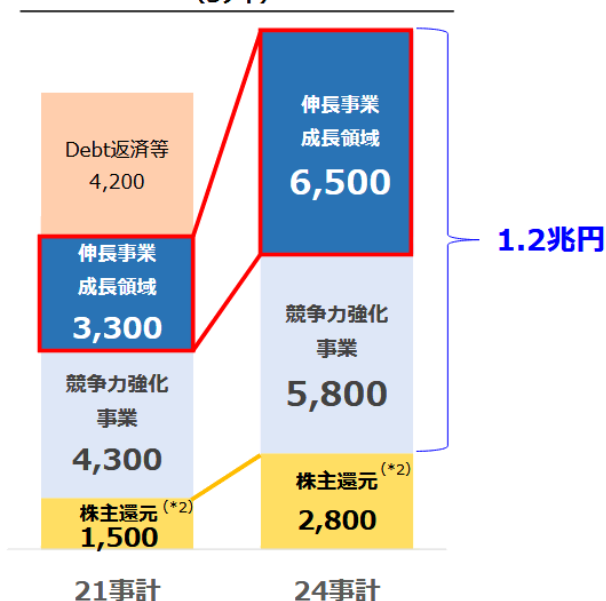 Debt返済等
4,200
伸長事業
成長領域
3,300
競争力強化
事業
4,300
株主還元(*2)
1,500
21事計
伸長事業
成長領域
6,500
競争力強化
事業
5,800
株主還元(*2)
2,800
24事計
1.2兆円